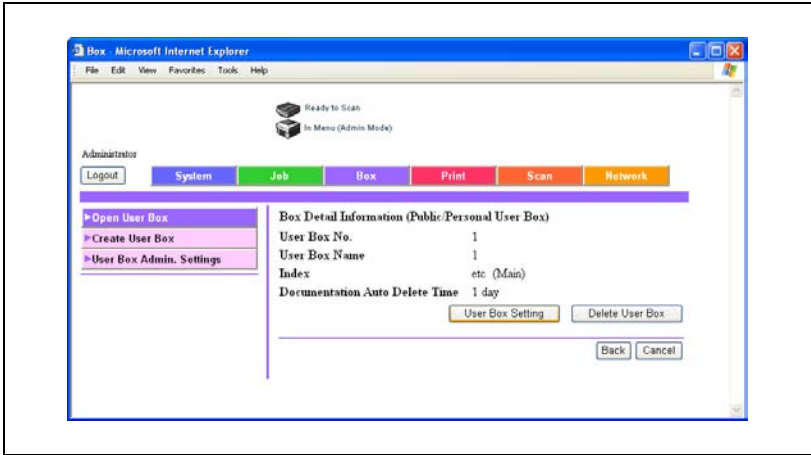 Box - Microsoft Internet Explorer
File Edit View Favorites Tools Help
Ready to Scan
In Menu (Admin Mode)
Administrator
Logout System Job Box Print Scan Network
Open User Box
Create User Box
User Box Admin. Settings
Box Detail Information (Public/Personal User Box)
User Box No. 1
User Box Name 1
Index etc (Main)
Documentation Auto Delete Time 1 day
User Box Setting Delete User Box
Back Cancel